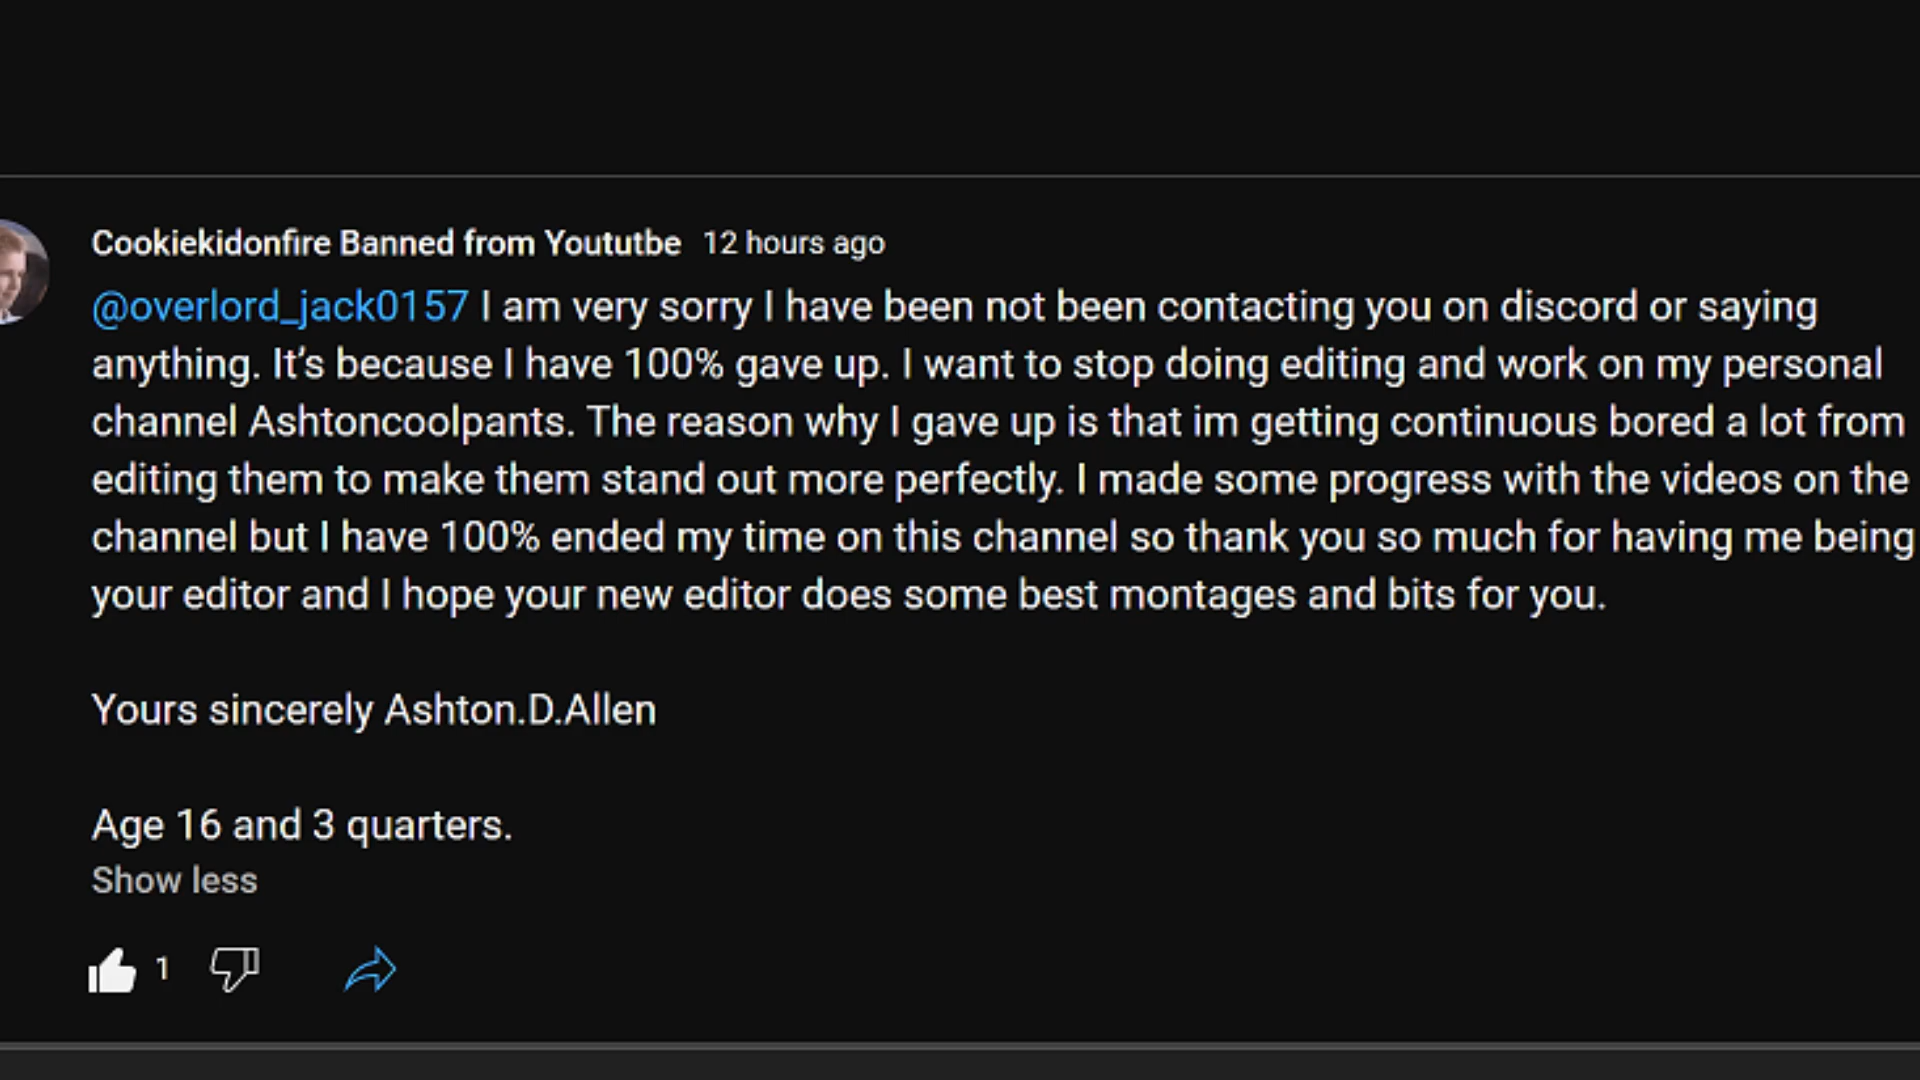 Cookiekidonfire Banned from Yoututbe 12 hours ago
@overlord_jack0157 I am very sorry I have been not been contacting you on discord or saying
anything. It's because I have 100% gave up. I want to stop doing editing and work on my personal
channel Ashtoncoolpants. The reason why I gave up is that im getting continuous bored a lot from
editing them to make them stand out more perfectly. I made some progress with the videos on the
channel but I have 100% ended my time on this channel so thank you so much for having me being
your editor and I hope your new editor does some best montages and bits for you.
Yours sincerely Ashton.D.Allen
Age 16 and 3 quarters.
Show less
1